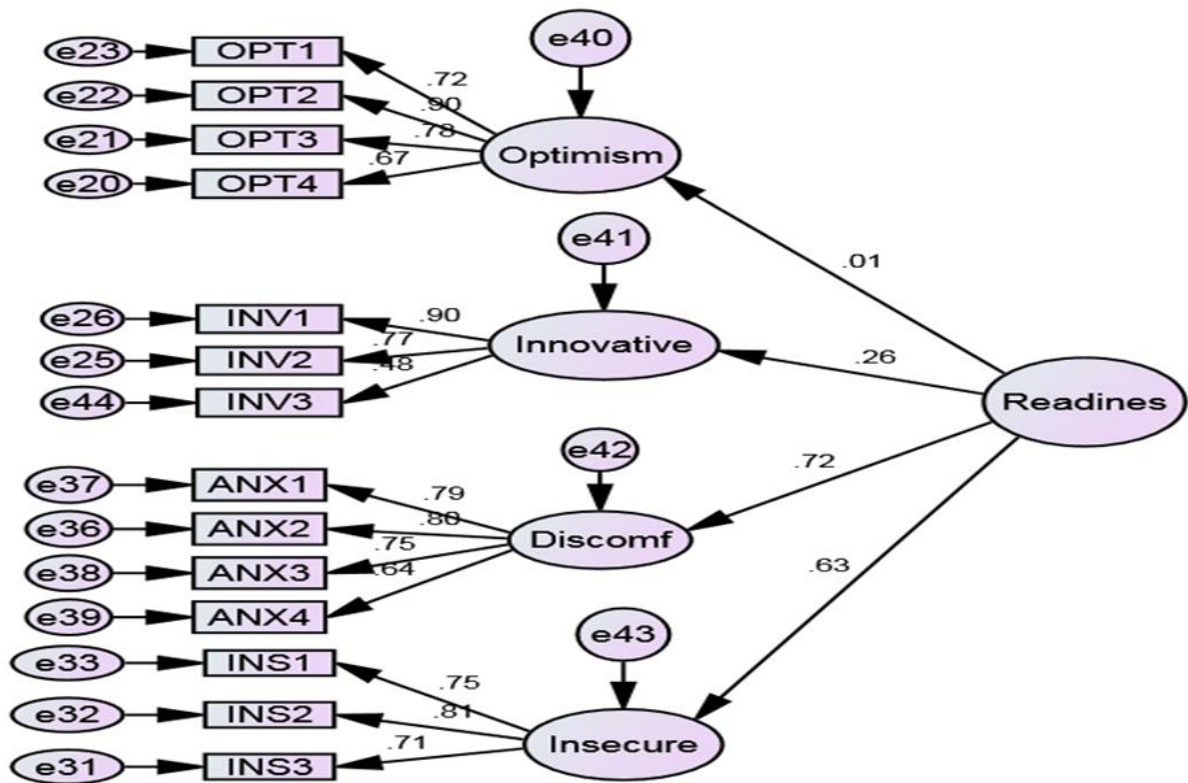 e40
e23 OPT1
.72
e22 OPT2
.90
e21 OPT3
.78
Optimism
e20 OPT4
.67
e41
.01
e26 INV1
.90
Innovative
.26
e25 INV2
.77
e44 INV3
.48
Readines
e42
e37 ANX1
.79
.72
e36 ANX2
.80
Discomf
e38 ANX3
.75
.63
e39 ANX4
.64
e43
e33 INS1
.75
e32 INS2
.81
Insecure
e31 INS3
.71